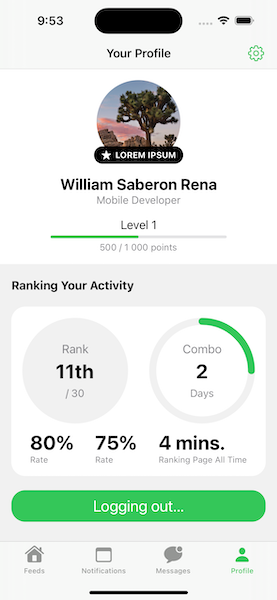 9:53
Your Profile
LOREM IPSUM
William Saberon Rena
Mobile Developer
Level 1
500 / 1 000 points
Ranking Your Activity
Rank
11th
/ 30
Combo
2
Days
80%
Rate
75%
Rate
4 mins.
Ranking Page All Time
Logging out...
Feeds
Notifications
Messages
Profile